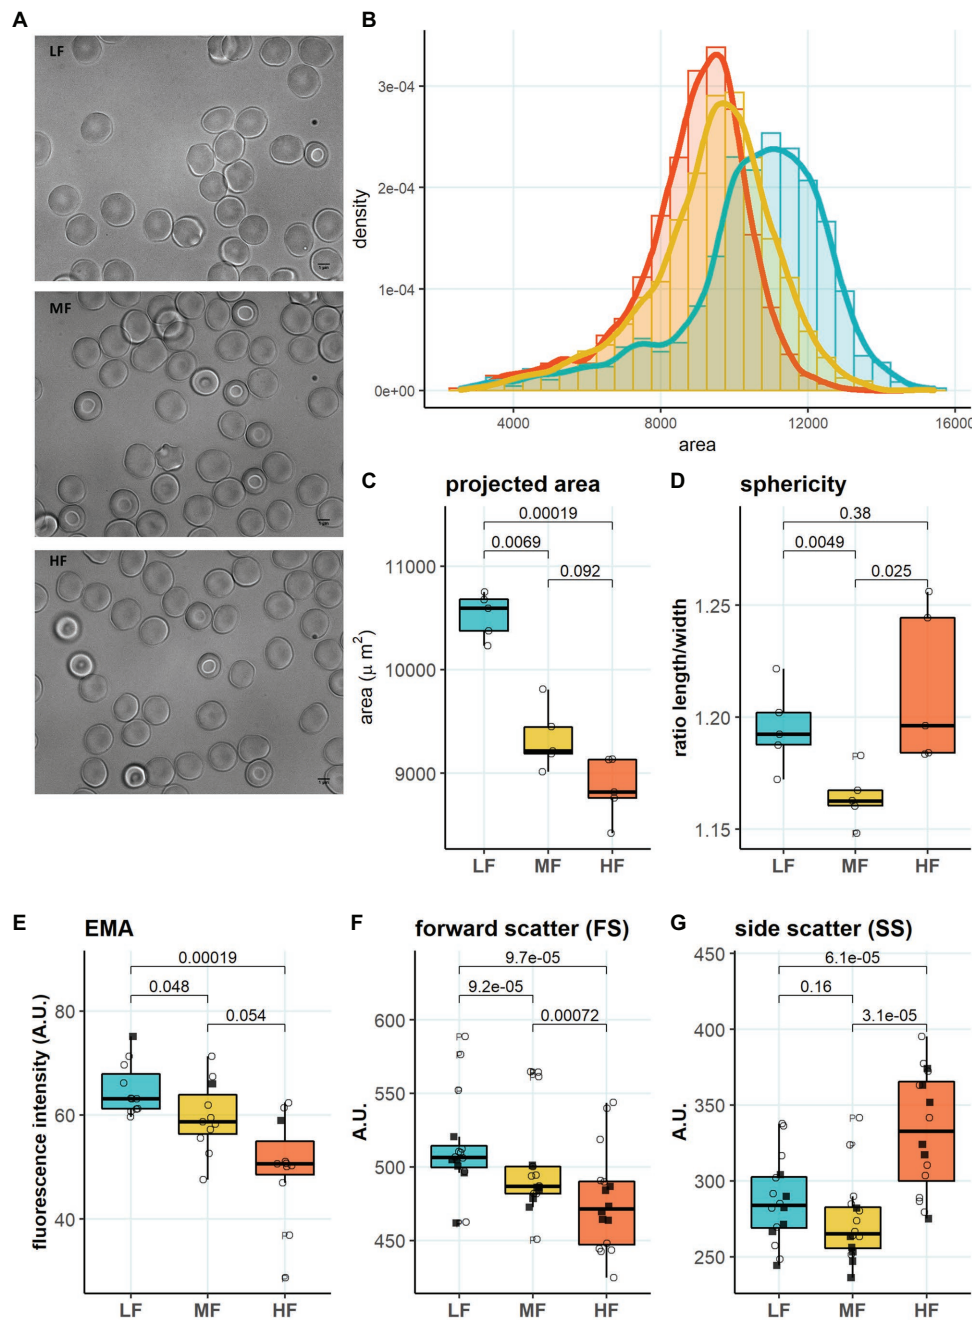 A
LF
MF
HF
B
density
3e-04
2e-04
1e-04
0e+00
4000
8000
12000
16000
area
C projected area
0.00019
0.0069
0.092
area (μ m²)
11000
10000
9000
LF MF HF
D sphericity
0.38
0.0049
0.025
ratio length/width
1.25
1.20
1.15
LF MF HF
E EMA
0.00019
0.048
0.054
fluorescence intensity (A.U.)
80
60
40
LF MF HF
F forward scatter (FS)
9.7e-05
9.2e-05
0.00072
A.U.
600
550
500
450
LF MF HF
G side scatter (SS)
6.1e-05
0.16
3.1e-05
A.U.
450
400
350
300
250
LF MF HF